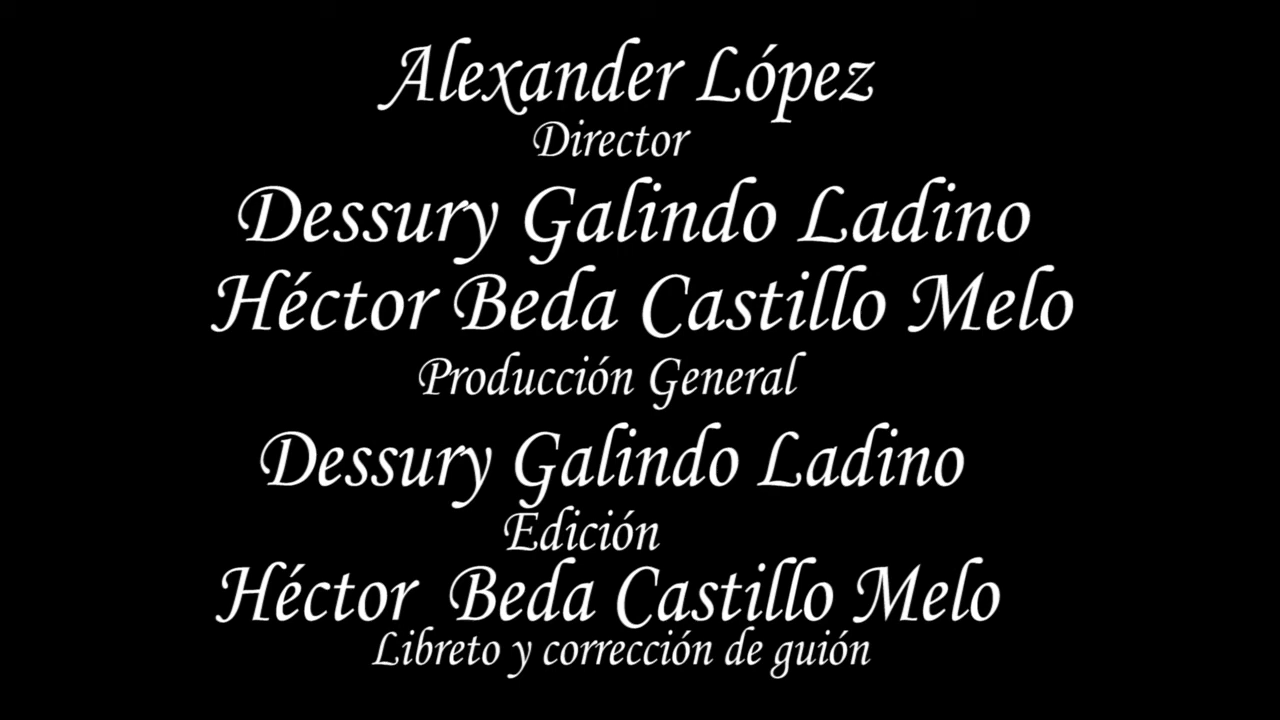 Alexander López
Director
Dessury Galindo Ladino
Héctor Beda Castillo Melo
Producción General
Dessury Galindo Ladino
Edición
Héctor Beda Castillo Melo
Libreto y corrección de guión